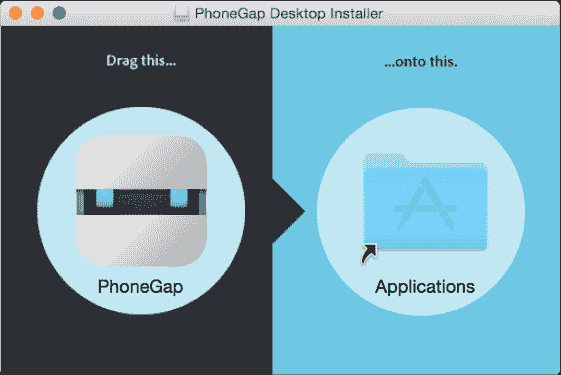 PhoneGap Desktop Installer
Drag this...
...onto this.
PhoneGap
Applications